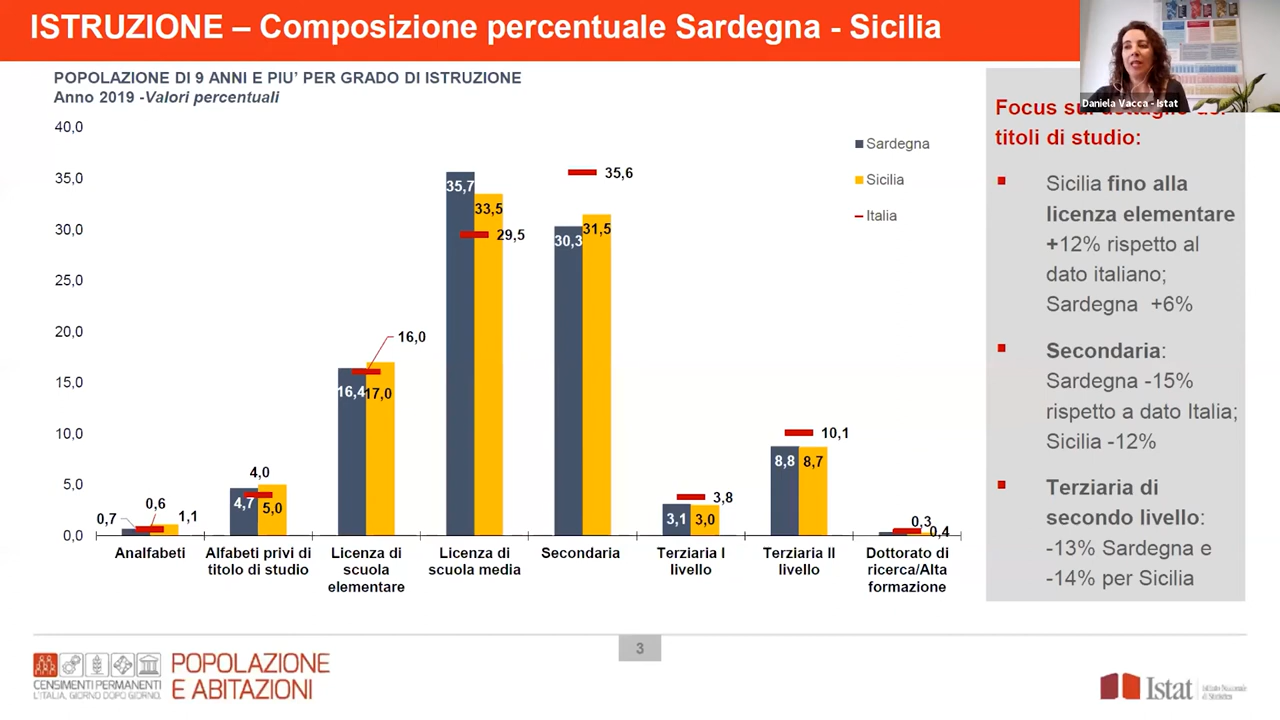 ISTRUZIONE – Composizione percentuale Sardegna - Sicilia
Daniela Vacca - Istat
POPOLAZIONE DI 9 ANNI E PIU' PER GRADO DI ISTRUZIONE
Anno 2019 -Valori percentuali
40,0
35,0
30,0
25,0
20,0
15,0
10,0
5,0
0,0
Sardegna
Sicilia
Italia
0,7
0,6
1,1
4,0
4,7
5,0
16,0
16,4
17,0
35,7
33,5
29,5
35,6
30,3
31,5
3,8
3,1
3,0
10,1
8,8
8,7
0,3
0,4
Analfabeti
Alfabeti privi di
titolo di studio
Licenza di
scuola
elementare
Licenza di
scuola media
Secondaria
Terziaria I
livello
Terziaria II
livello
Dottorato di
ricerca/Alta
formazione
Focus
titoli di studio:
Sicilia fino alla
licenza elementare
+12% rispetto al
dato italiano;
Sardegna +6%
Secondaria:
Sardegna -15%
rispetto a dato Italia;
Sicilia -12%
Terziaria di
secondo livello:
-13% Sardegna e
-14% per Sicilia
3
CENSIMENTI PERMANENTI
L'ITALIA, GIORNO DOPO GIORNO.
POPOLAZIONE
E ABITAZIONI
Istat